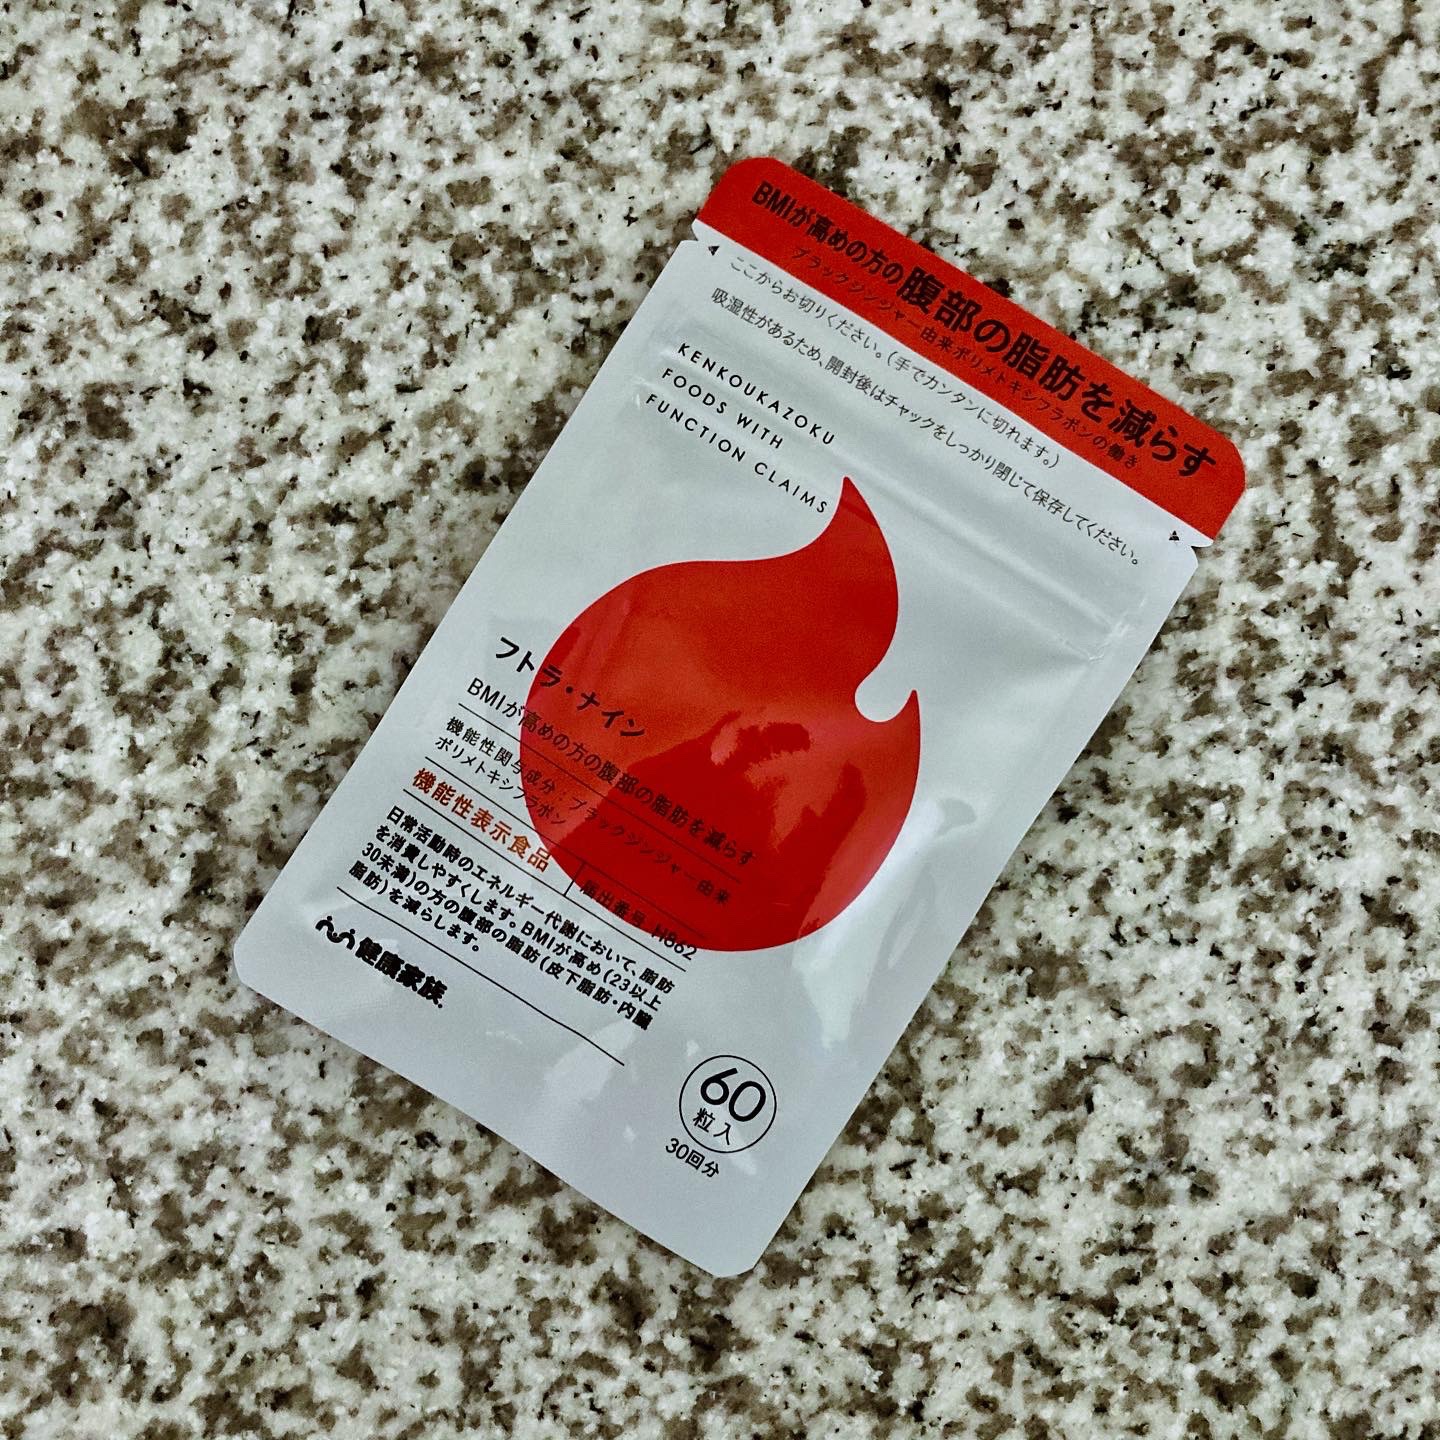 BMIが高めの方の腹部の脂肪を減らす
ブラックジンジャー由来ポリメトキシフラボンの働き
ここからお切りください。(手でカンタンに切れます。)
吸湿性があるため、開封後はチャックをしっかり閉じて保存してください。
KENKOUKAZOKU
FOODS WITH
FUNCTION CLAIMS
フトラ・ナイン
BMIが高めの方の腹部の脂肪を減らす
機能性関与成分:ブラックジンジャー由来
ポリメトキシフラボン
機能性表示食品 届出番号 H862
日常活動時のエネルギー代謝において、脂肪
を消費しやすくします。BMIが高め(23以上
30未満)の方の腹部の脂肪(皮下脂肪・内臓
脂肪)を減らします。
健康家族
60
粒入
30回分